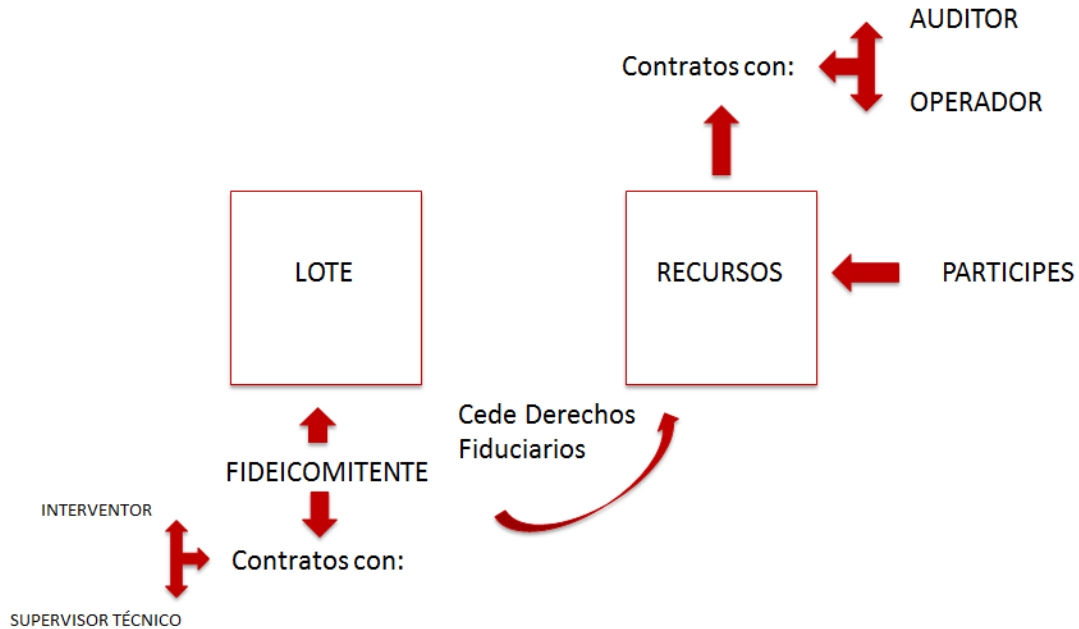 AUDITOR
Contratos con:
OPERADOR
LOTE
RECURSOS
PARTICIPES
Cede Derechos
Fiduciarios
FIDEICOMITENTE
INTERVENTOR
Contratos con:
SUPERVISOR TÉCNICO